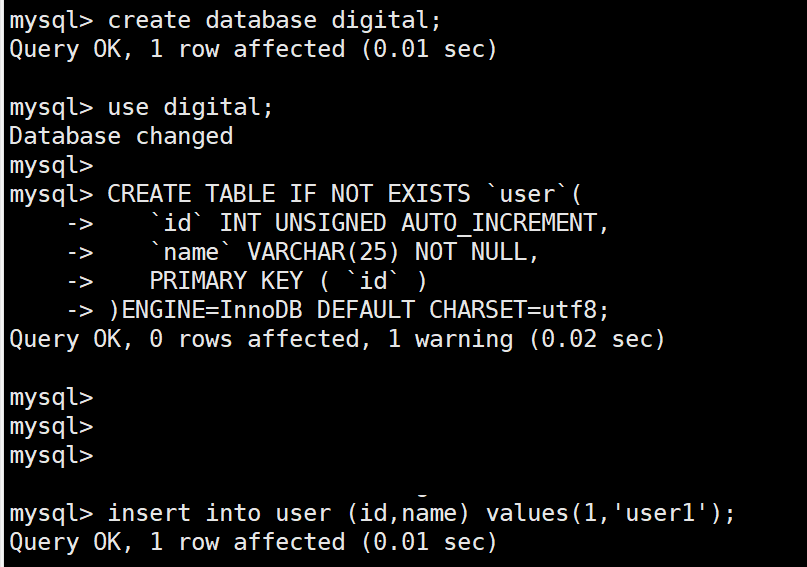 mysql> create database digital;
Query OK, 1 row affected (0.01 sec)
mysql> use digital;
Database changed
mysql>
mysql> CREATE TABLE IF NOT EXISTS `user`(
    ->    `id` INT UNSIGNED AUTO_INCREMENT,
    ->    `name` VARCHAR(25) NOT NULL,
    ->    PRIMARY KEY ( `id` )
    -> )ENGINE=InnoDB DEFAULT CHARSET=utf8;
Query OK, 0 rows affected, 1 warning (0.02 sec)
mysql>
mysql>
mysql>
mysql> insert into user (id,name) values(1,'user1');
Query OK, 1 row affected (0.01 sec)